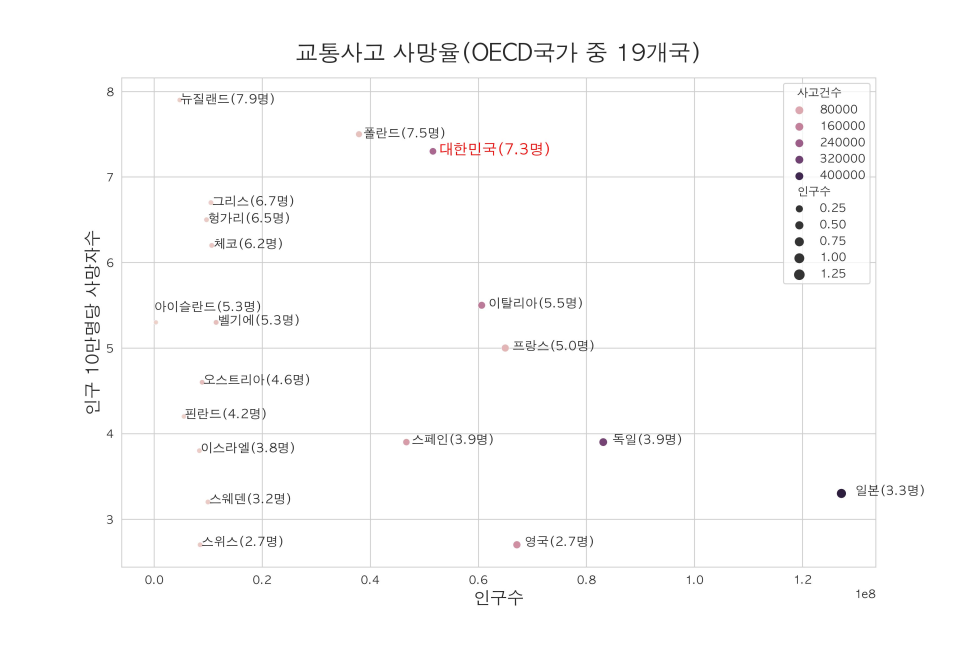 교통사고 사망율(OECD국가 중 19개국)
사고건수
80000
160000
240000
320000
400000
인구수
0.25
0.50
0.75
1.00
1.25
뉴질랜드(7.9명)
폴란드(7.5명)
대한민국(7.3명)
그리스(6.7명)
헝가리(6.5명)
체코(6.2명)
아이슬란드(5.3명)
벨기에(5.3명)
이탈리아(5.5명)
프랑스(5.0명)
오스트리아(4.6명)
핀란드(4.2명)
스페인(3.9명)
독일(3.9명)
이스라엘(3.8명)
일본(3.3명)
스웨덴(3.2명)
스위스(2.7명)
영국(2.7명)
인구 10만명당 사망자수
8
7
6
5
4
3
0.0
0.2
0.4
0.6
0.8
1.0
1.2
1e8
인구수